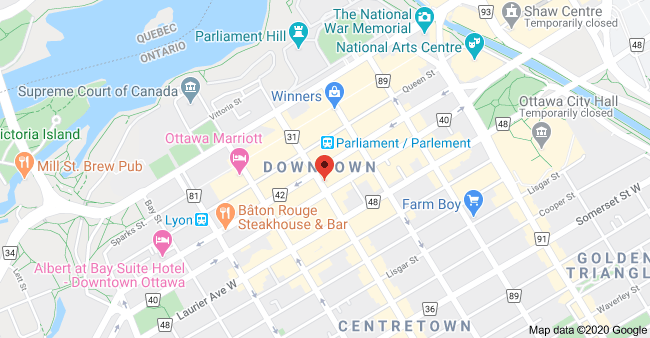 The National
War Memorial
Shaw Centre
Temporarily closed
93
QUEBEC
ONTARIO
Parliament Hill
National Arts Centre
48
Supreme Court of Canada
89
Queen St
Winners
Vittoria St
40
Ottawa City Hall
Temporarily closed
Victoria Island
31
Ottawa Marriott
Parliament / Parlement
Mill St. Brew Pub
DOWNTOWN
81
42
48
Farm Boy
Lisgar St
Cooper St
Somerset St W
Bay St
Lyon
Bâton Rouge
Steakhouse & Bar
Sparks St
34
Lett St
Albert at Bay Suite Hotel
- Downtown Ottawa
91
GOLDEN
TRIANGL
Lisgar St
40
Laurier Ave W
48
36
89
Waverley St
CENTRETOWN
Map data ©2020 Google